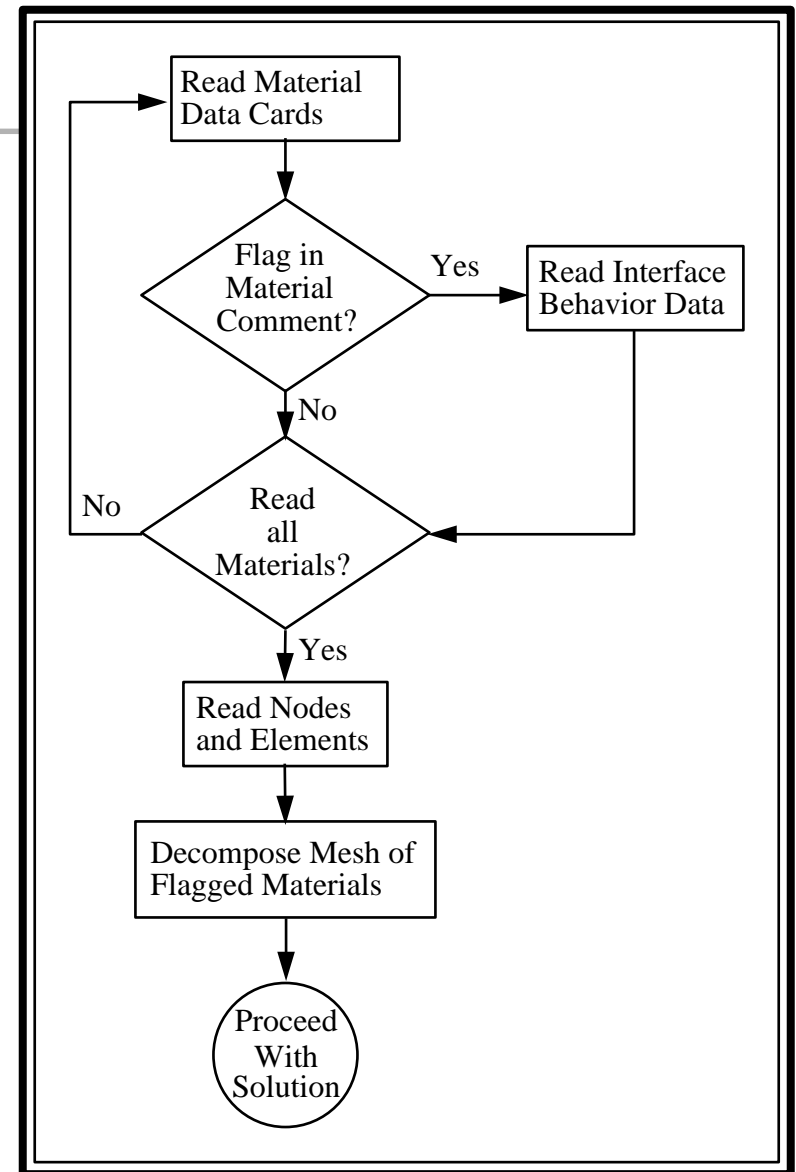 Read Material
Data Cards
Flag in
Material
Comment?
Yes
Read Interface
Behavior Data
No
Read
all
Materials?
No
Yes
Read Nodes
and Elements
Decompose Mesh of
Flagged Materials
Proceed
With
Solution